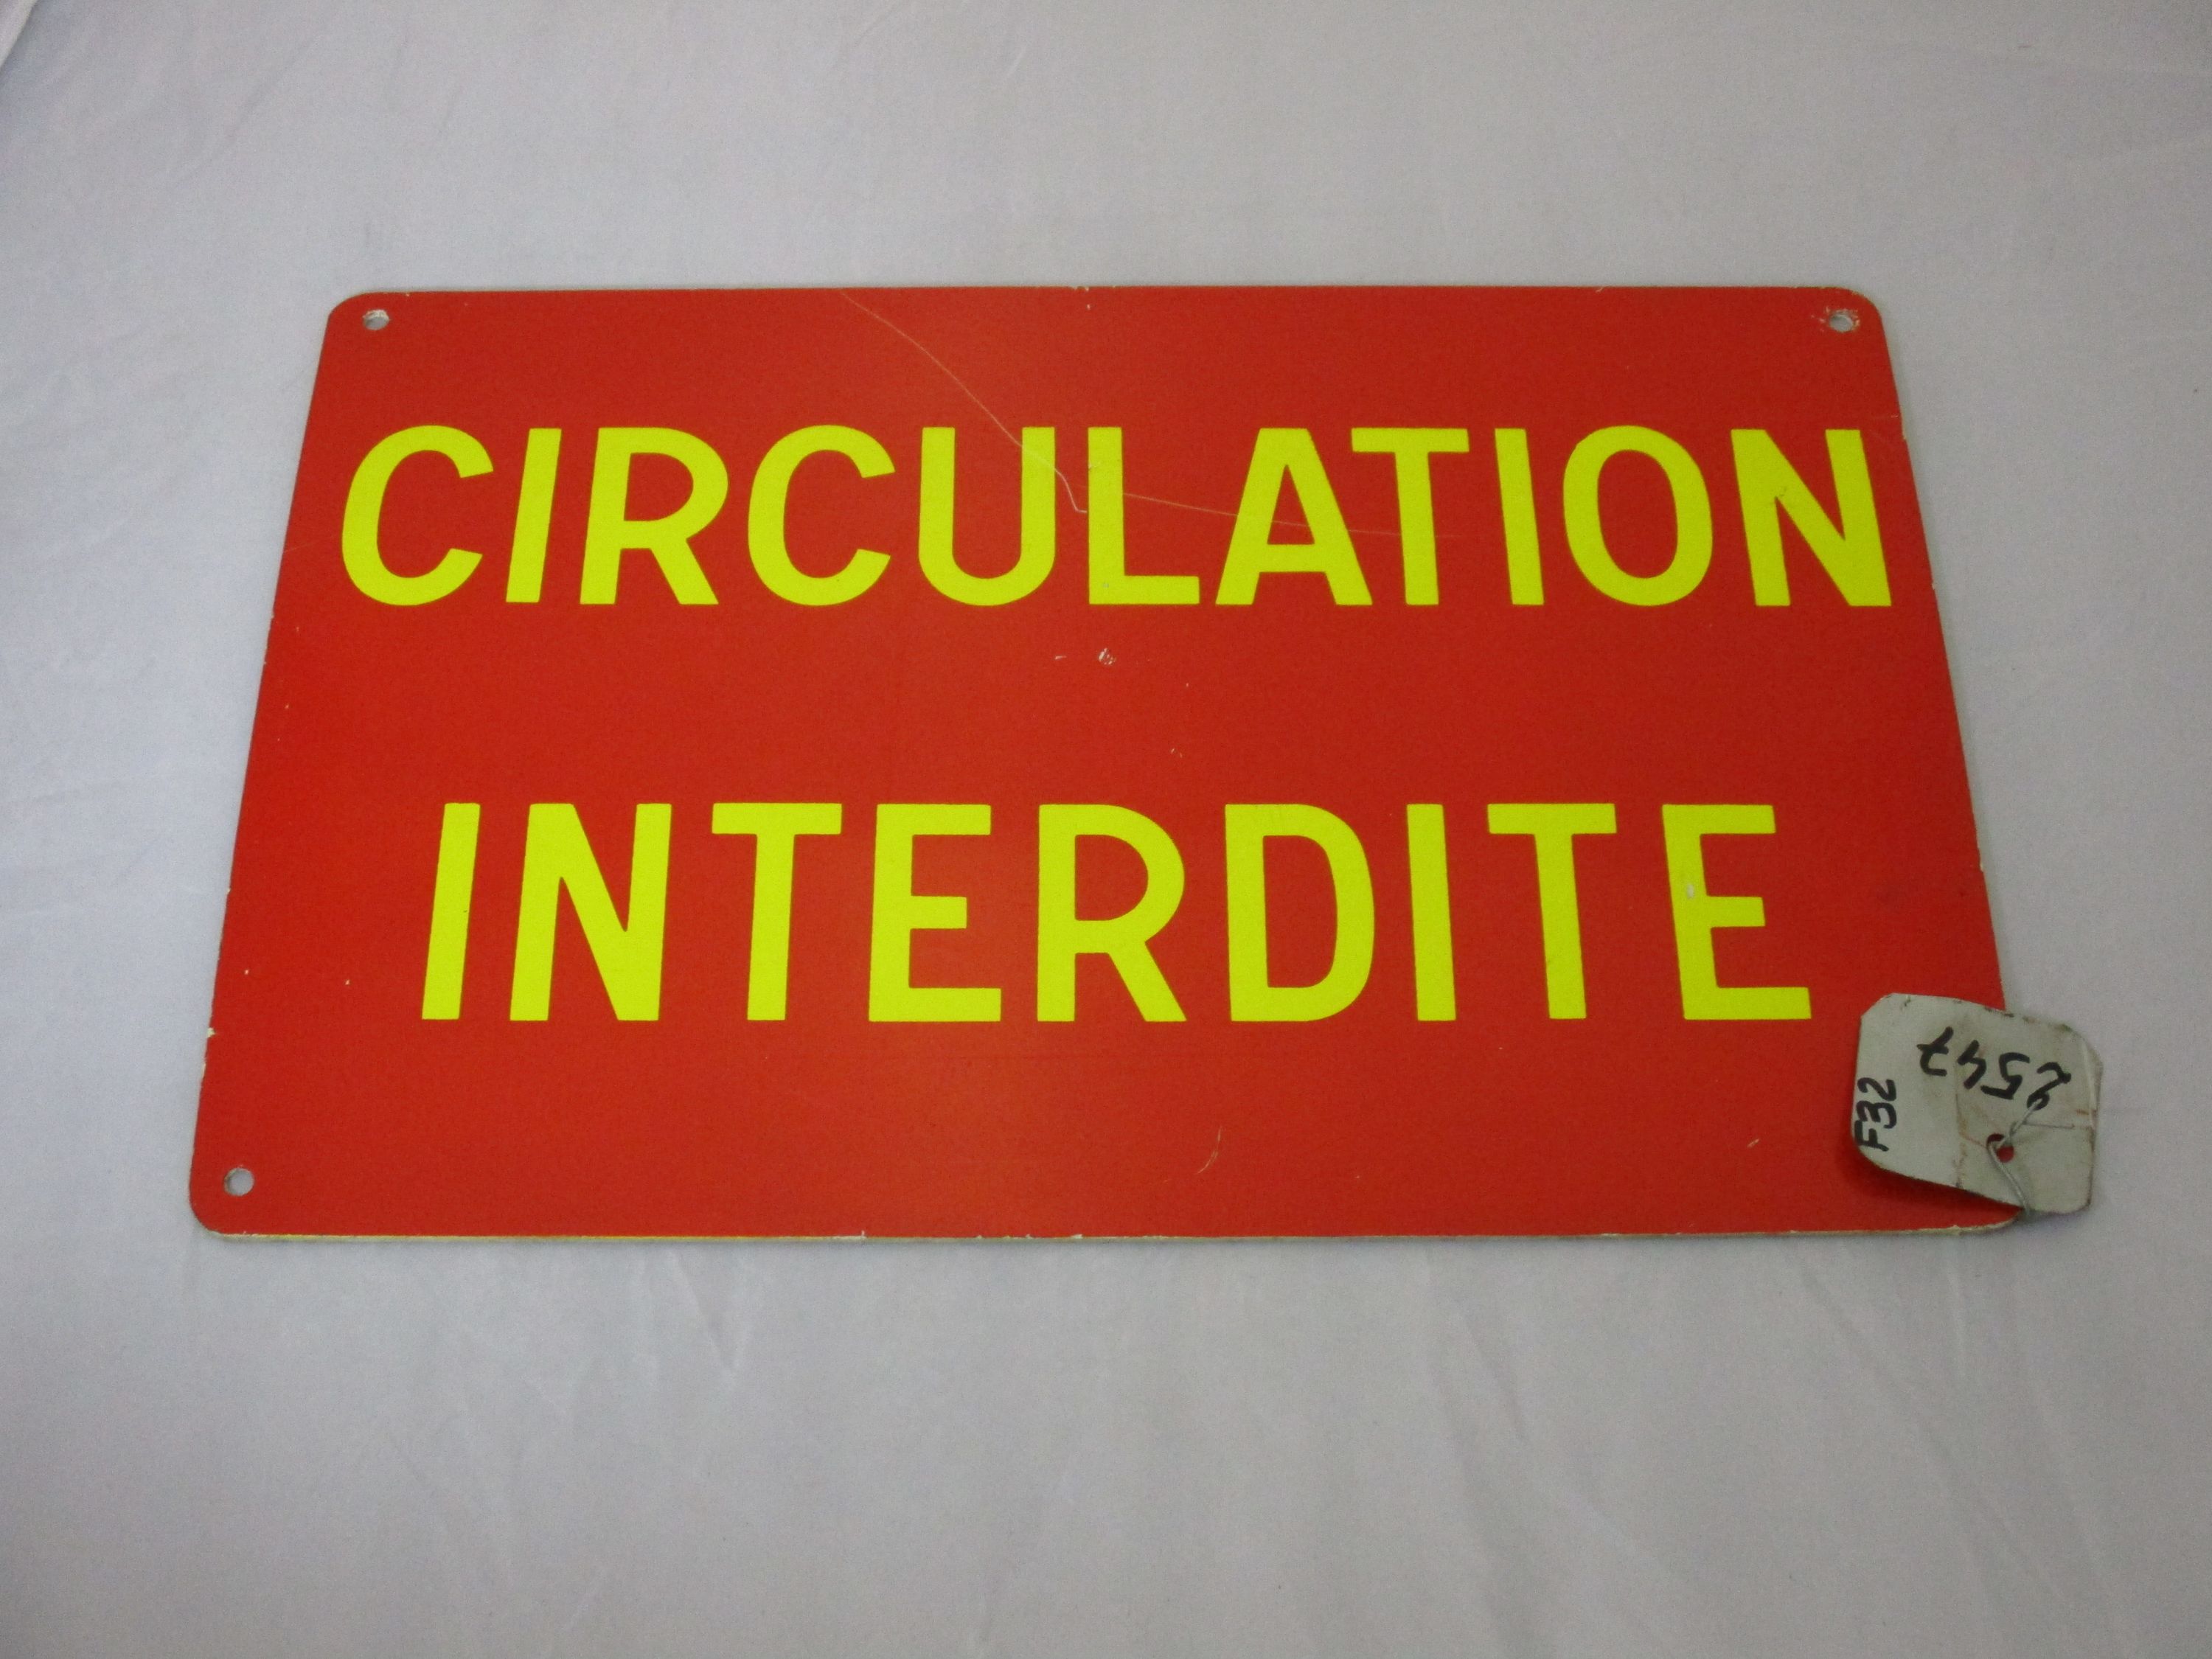 CIRCULATION
INTERDITE
2547
F32